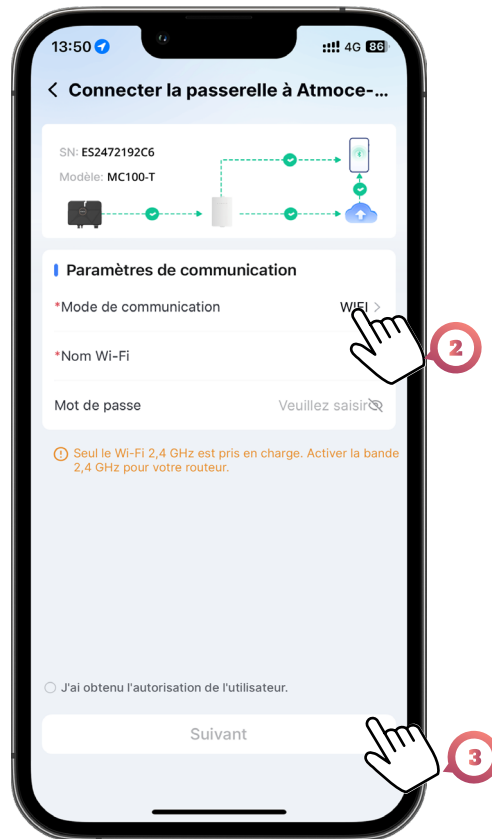 13:50 4G 86
Connecter la passerelle à Atmoce-...
SN: ES2472192C6
Modèle: MC100-T
Paramètres de communication
*Mode de communication WIFI
2
*Nom Wi-Fi
Mot de passe Veuillez saisir
Seul le Wi-Fi 2,4 GHz est pris en charge. Activer la bande
2,4 GHz pour votre routeur.
J'ai obtenu l'autorisation de l'utilisateur.
Suivant
3